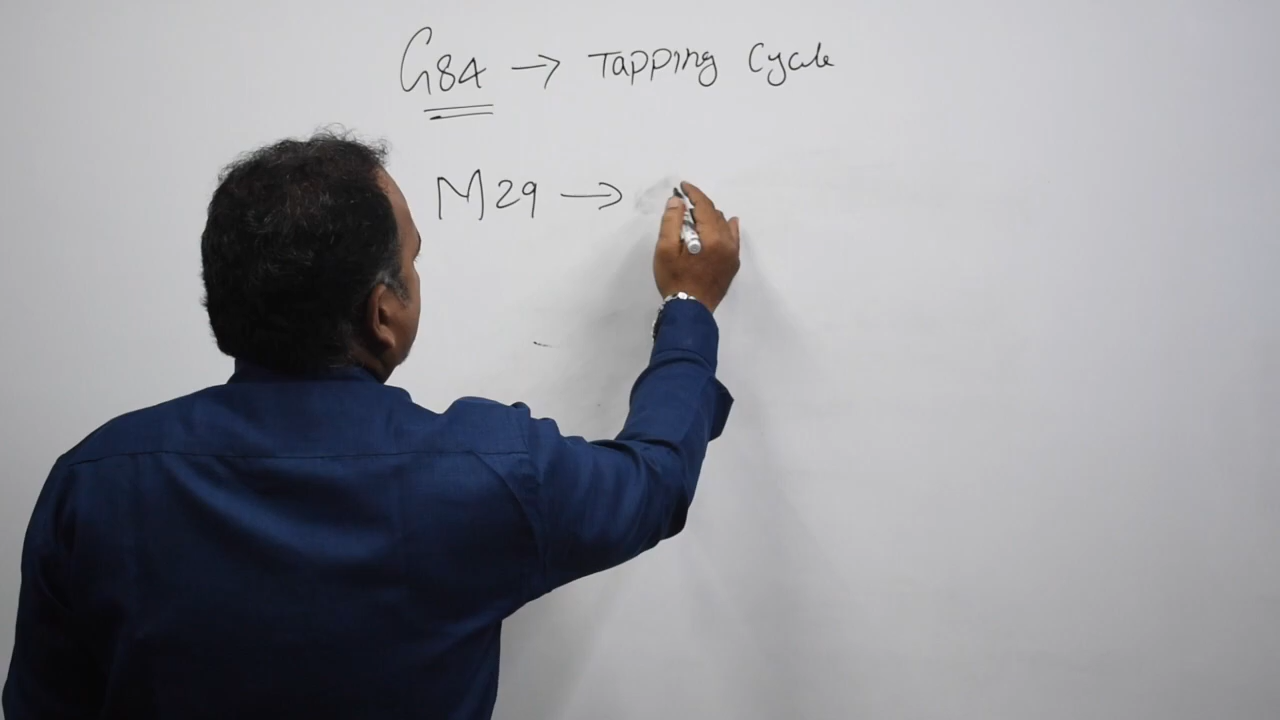 G84 → Tapping Cycle
M29 →